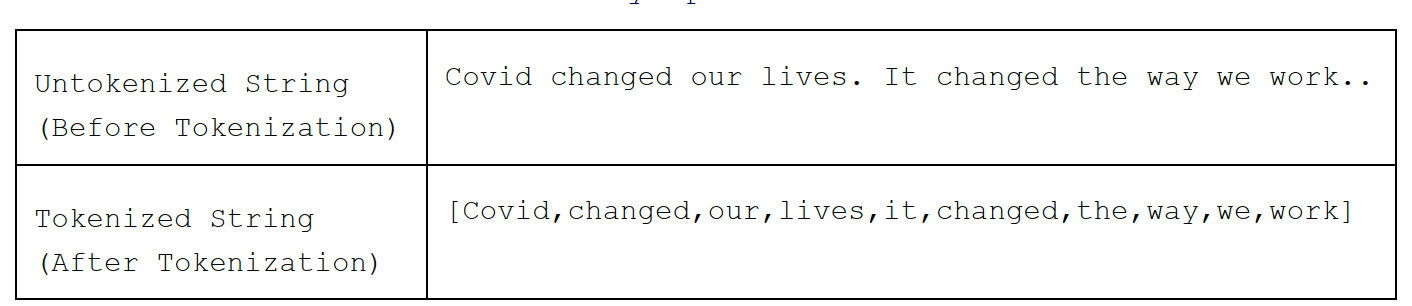 Untokenized String
(Before Tokenization)
Covid changed our lives. It changed the way we work..
Tokenized String
(After Tokenization)
[Covid,changed,our,lives,it,changed,the,way,we,work]